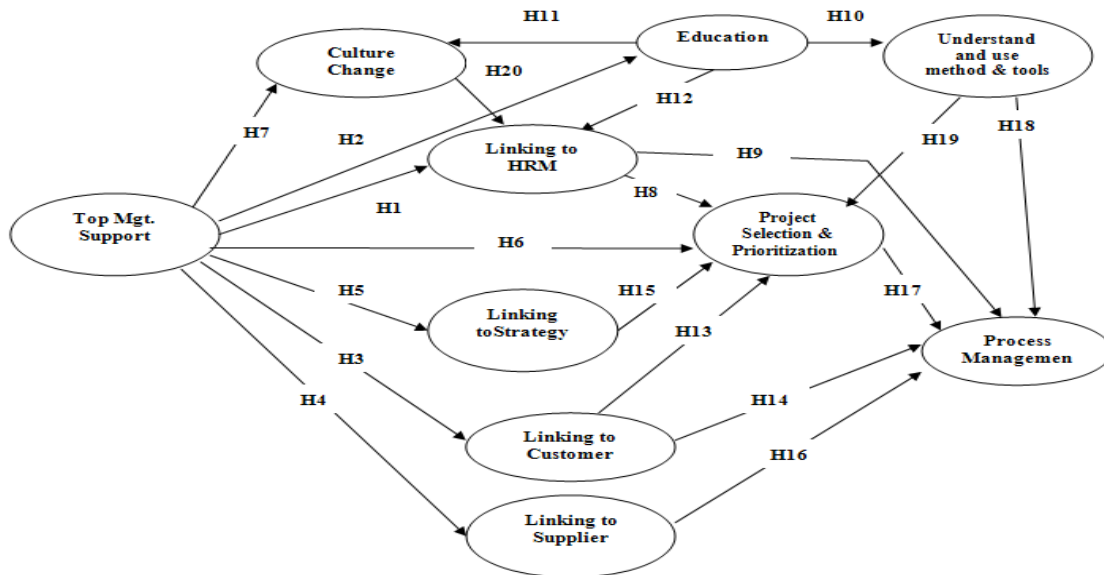 H11
H10
Education
Understand
and use
method & tools
Culture
Change
H20
H12
H7
H2
H19
H18
Linking to
HRM
H9
H8
H1
Top Mgt.
Support
Project
Selection &
Prioritization
H6
H5
H15
H17
Linking
toStrategy
H13
Process
Managemen
H3
H4
H14
Linking to
Customer
H16
Linking to
Supplier